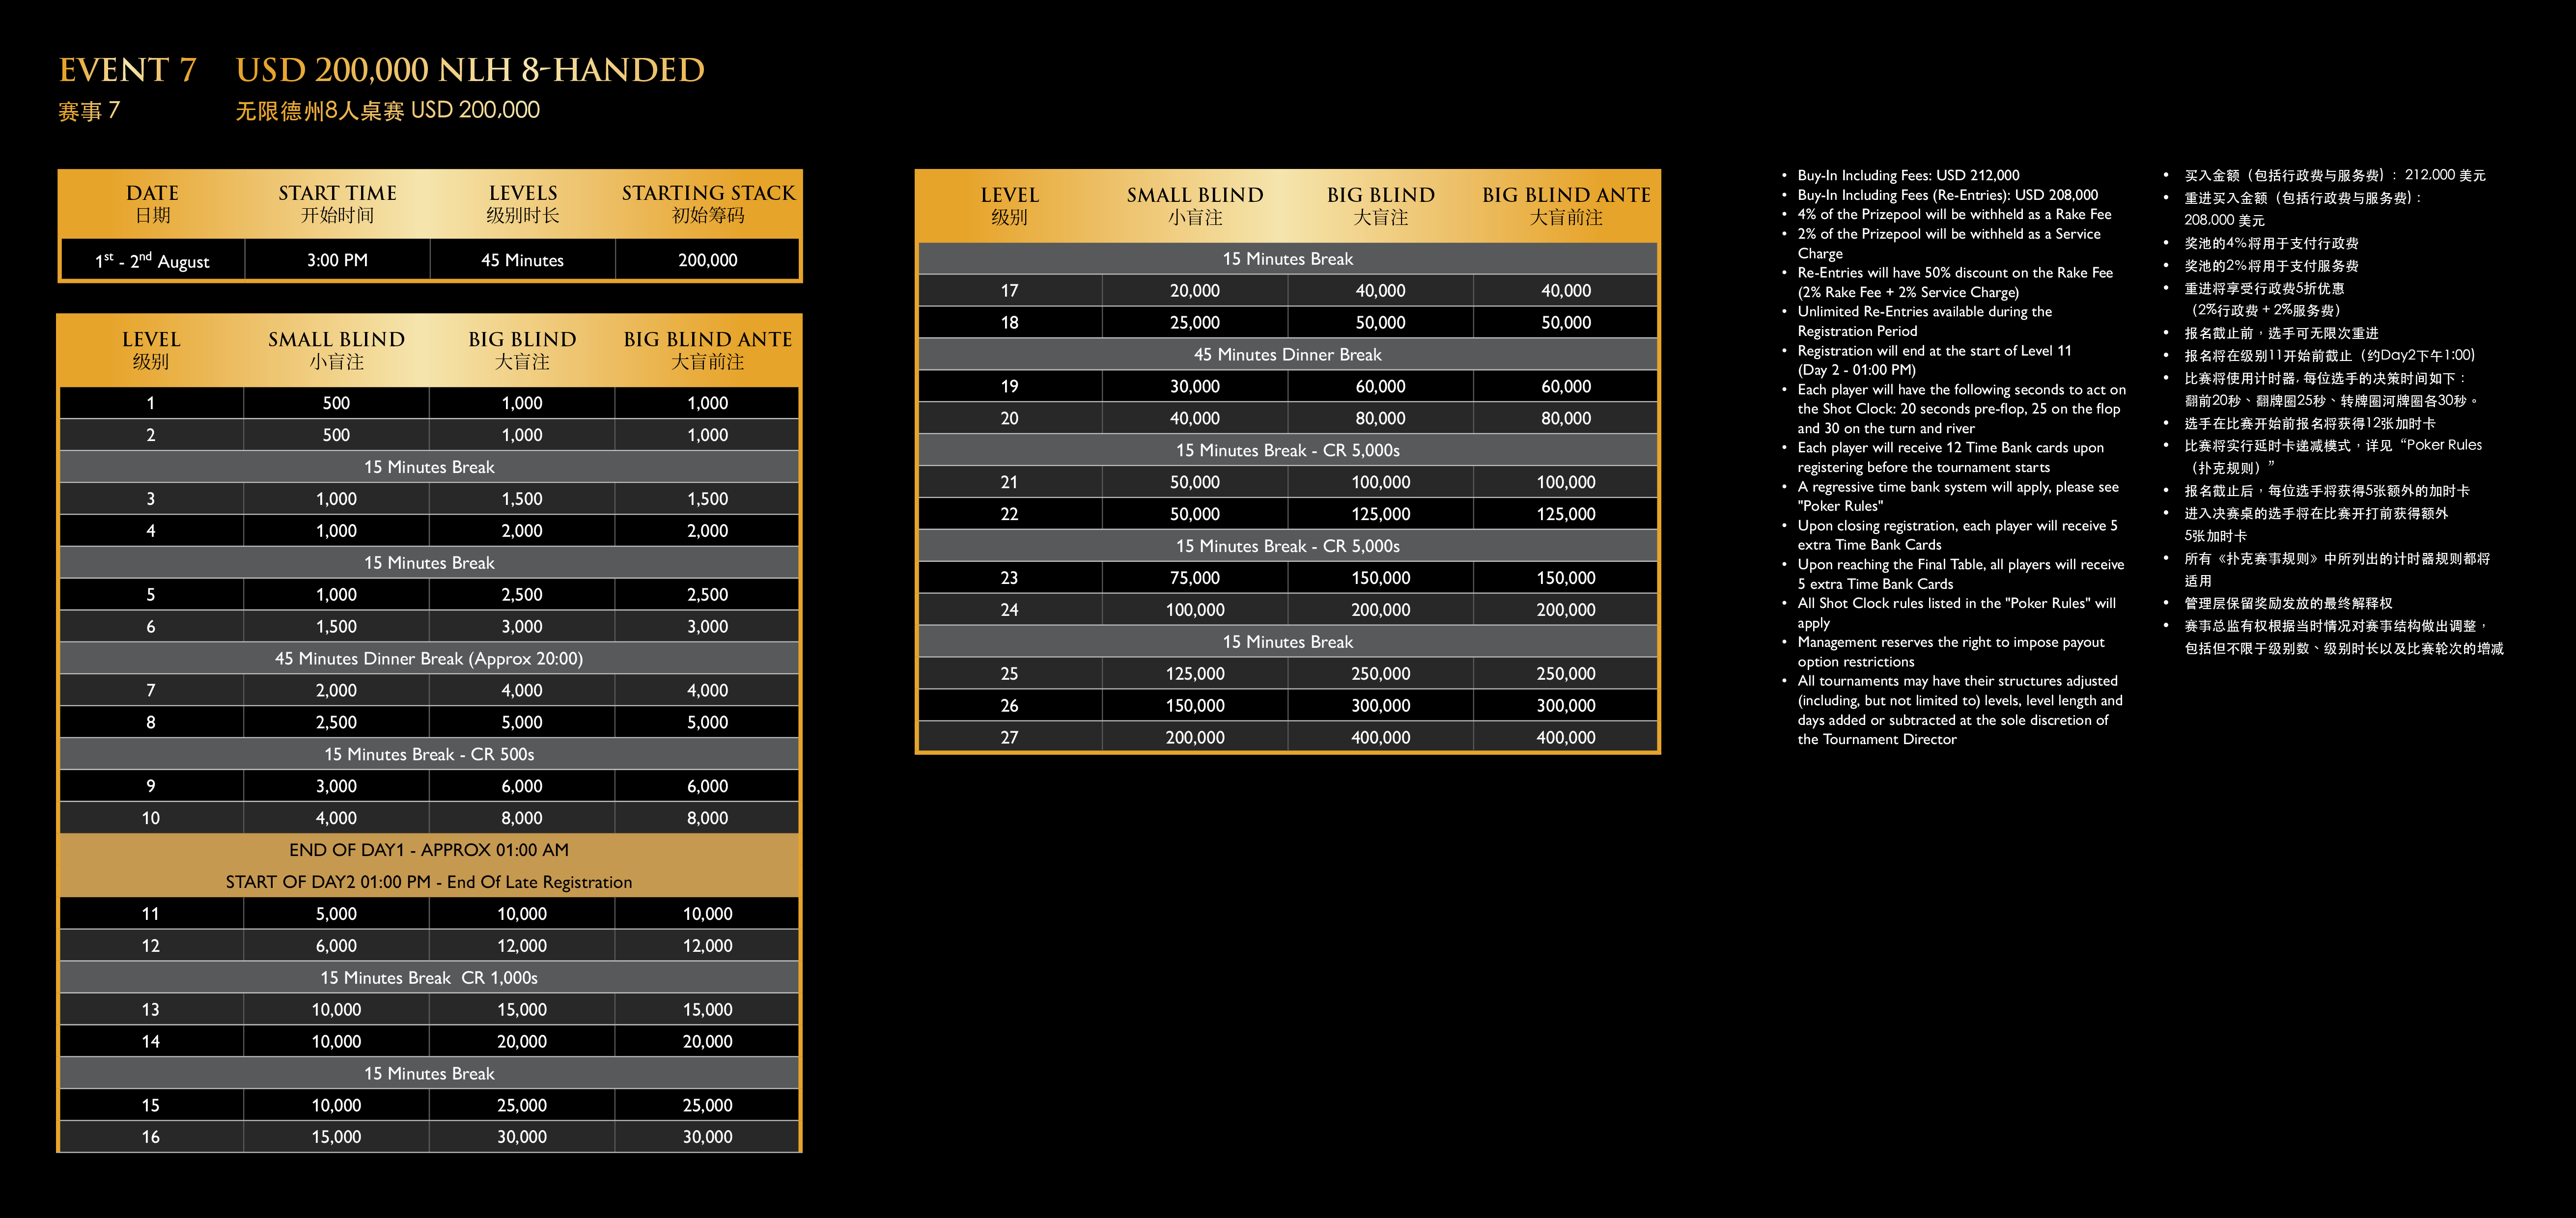 EVENT 7 USD 200,000 NLH 8-HANDED
赛事 7 无限德州8人桌赛 USD 200,000
DATE START TIME LEVELS STARTING STACK
日期 开始时间 级别时长 初始筹码
1st - 2nd August 3:00 PM 45 Minutes 200,000
LEVEL SMALL BLIND BIG BLIND BIG BLIND ANTE
级别 小盲注 大盲注 大盲前注
1 500 1,000 1,000
2 500 1,000 1,000
15 Minutes Break
3 1,000 1,500 1,500
4 1,000 2,000 2,000
15 Minutes Break
5 1,000 2,500 2,500
6 1,500 3,000 3,000
45 Minutes Dinner Break (Approx 20:00)
7 2,000 4,000 4,000
8 2,500 5,000 5,000
15 Minutes Break - CR 500s
9 3,000 6,000 6,000
10 4,000 8,000 8,000
END OF DAY1 - APPROX 01:00 AM
START OF DAY2 01:00 PM - End Of Late Registration
11 5,000 10,000 10,000
12 6,000 12,000 12,000
15 Minutes Break CR 1,000s
13 10,000 15,000 15,000
14 10,000 20,000 20,000
15 Minutes Break
15 10,000 25,000 25,000
16 15,000 30,000 30,000
LEVEL SMALL BLIND BIG BLIND BIG BLIND ANTE
级别 小盲注 大盲注 大盲前注
15 Minutes Break
17 20,000 40,000 40,000
18 25,000 50,000 50,000
45 Minutes Dinner Break
19 30,000 60,000 60,000
20 40,000 80,000 80,000
15 Minutes Break - CR 5,000s
21 50,000 100,000 100,000
22 50,000 125,000 125,000
15 Minutes Break - CR 5,000s
23 75,000 150,000 150,000
24 100,000 200,000 200,000
15 Minutes Break
25 125,000 250,000 250,000
26 150,000 300,000 300,000
27 200,000 400,000 400,000
• Buy-In Including Fees: USD 212,000
• Buy-In Including Fees (Re-Entries): USD 208,000
• 4% of the Prizepool will be withheld as a Rake Fee
• 2% of the Prizepool will be withheld as a Service
Charge
• Re-Entries will have 50% discount on the Rake Fee
(2% Rake Fee + 2% Service Charge)
• Unlimited Re-Entries available during the
Registration Period
• Registration will end at the start of Level 11
(Day 2 - 01:00 PM)
• Each player will have the following seconds to act on
the Shot Clock: 20 seconds pre-flop, 25 on the flop
and 30 on the turn and river
• Each player will receive 12 Time Bank cards upon
registering before the tournament starts
• A regressive time bank system will apply, please see
"Poker Rules"
• Upon closing registration, each player will receive 5
extra Time Bank Cards
• Upon reaching the Final Table, all players will receive
5 extra Time Bank Cards
• All Shot Clock rules listed in the "Poker Rules" will
apply
• Management reserves the right to impose payout
option restrictions
• All tournaments may have their structures adjusted
(including, but not limited to) levels, level length and
days added or subtracted at the sole discretion of
the Tournament Director
• 买入金额（包括行政费与服务费）：212,000 美元
• 重进买入金额（包括行政费与服务费）：
208,000 美元
• 奖池的4%将用于支付行政费
• 奖池的2%将用于支付服务费
• 重进将享受行政费5折优惠
（2%行政费 + 2%服务费）
• 报名截止前，选手可无限次重进
• 报名将在级别11开始前截止（约Day2下午1:00）
• 比赛将使用计时器, 每位选手的决策时间如下：
翻前20秒、翻牌圈25秒、转牌圈河牌圈各30秒。
• 选手在比赛开始前报名将获得12张加时卡
• 比赛将实行延时卡递减模式，详见“Poker Rules
（扑克规则）”
• 报名截止后，每位选手将获得5张额外的加时卡
• 进入决赛桌的选手将在比赛开打前获得额外
5张加时卡
• 所有《扑克赛事规则》中所列出的计时器规则都将
适用
• 管理层保留奖励发放的最终解释权
• 赛事总监有权根据当时情况对赛事结构做出调整，
包括但不限于级别数、级别时长以及比赛轮次的增减